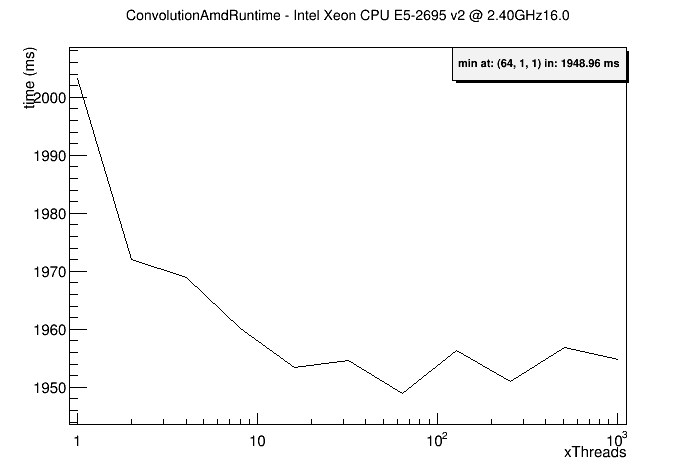 ConvolutionAmdRuntime - Intel Xeon CPU E5-2695 v2 @ 2.40GHz16.0
min at: (64, 1, 1) in: 1948.96 ms
time (ms)
2000
1990
1980
1970
1960
1950
1 10 10² 10³
xThreads